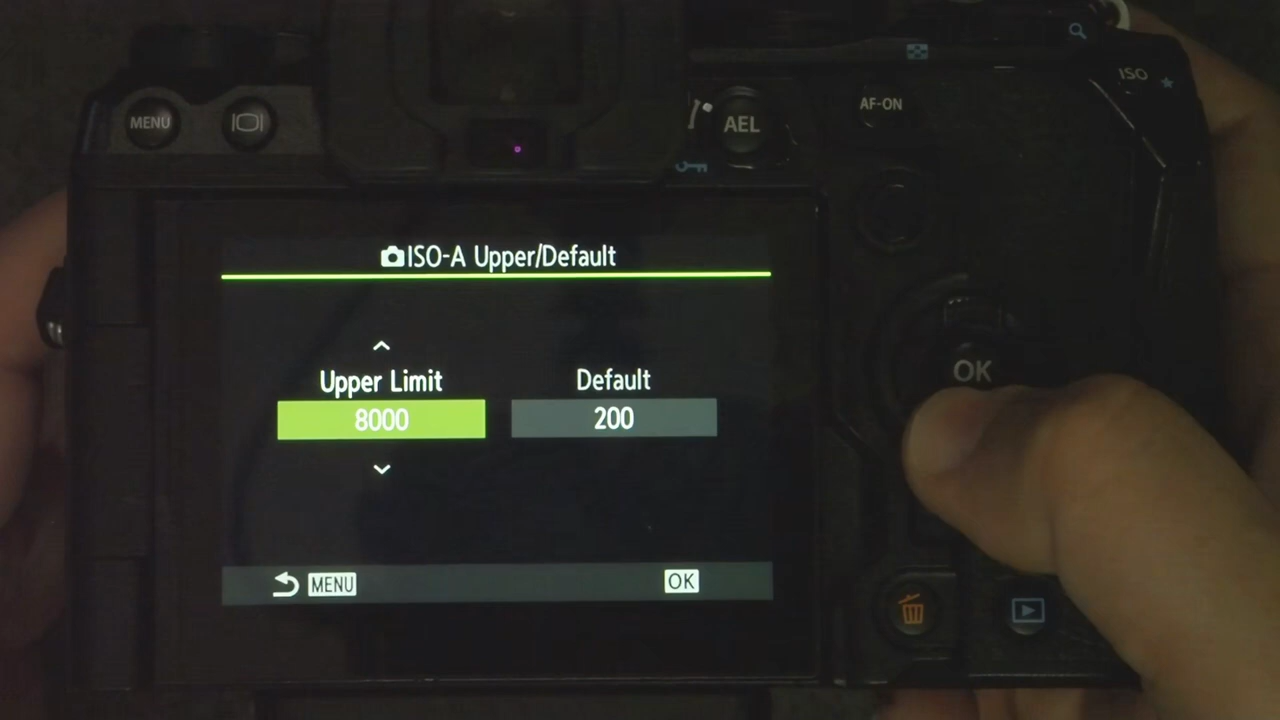 MENU
AEL
AF-ON
ISO
ISO-A Upper/Default
Upper Limit
Default
8000
200
OK
MENU
OK